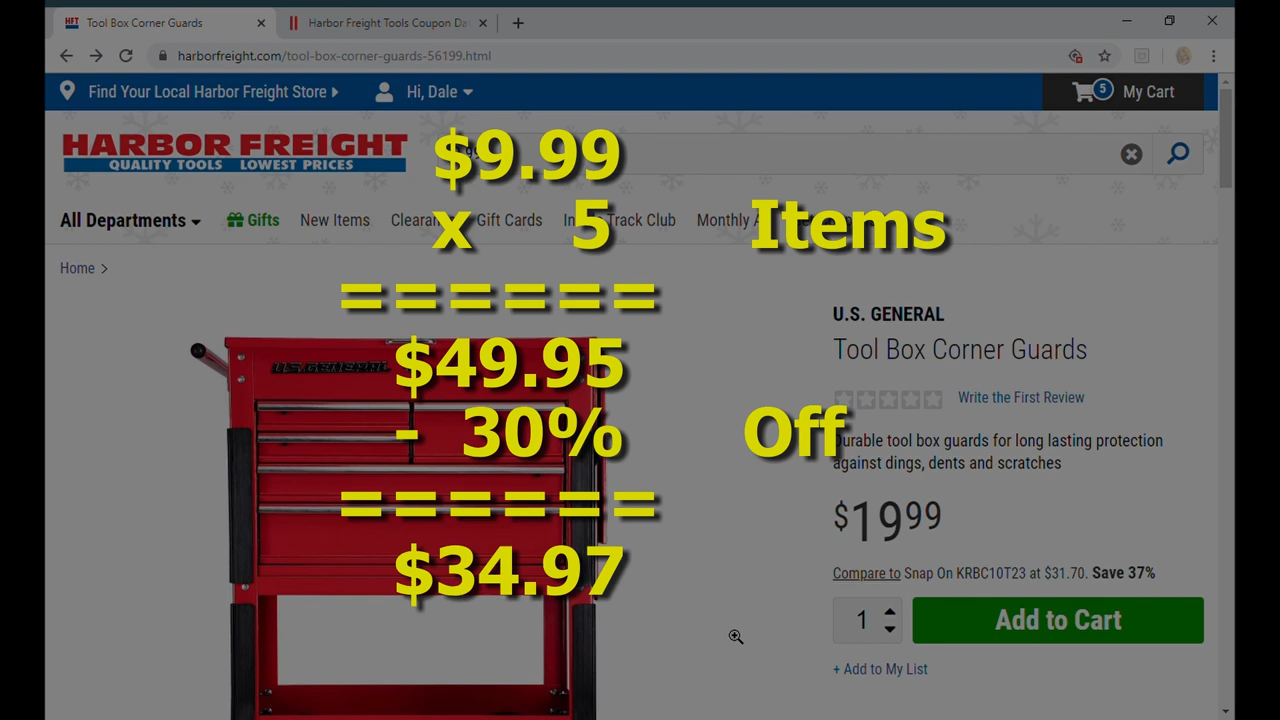 Tool Box Corner Guards
Harbor Freight Tools Coupon Da
harborfreight.com/tool-box-corner-guards-56199.html
Find Your Local Harbor Freight Store
Hi, Dale
5
My Cart
HARBOR FREIGHT
QUALITY TOOLS LOWEST PRICES
$9.99
x 5 Items
All Departments
Gifts
New Items
Clearan
Gift Cards
In
Track Club
Monthly A
Home >
======
$49.95
- 30% Off
======
$34.97
U.S. GENERAL
U.S. GENERAL
Tool Box Corner Guards
Write the First Review
Durable tool box guards for long lasting protection
against dings, dents and scratches
$19.99
Compare to Snap On KRBC10T23 at $31.70. Save 37%
1
Add to Cart
+ Add to My List